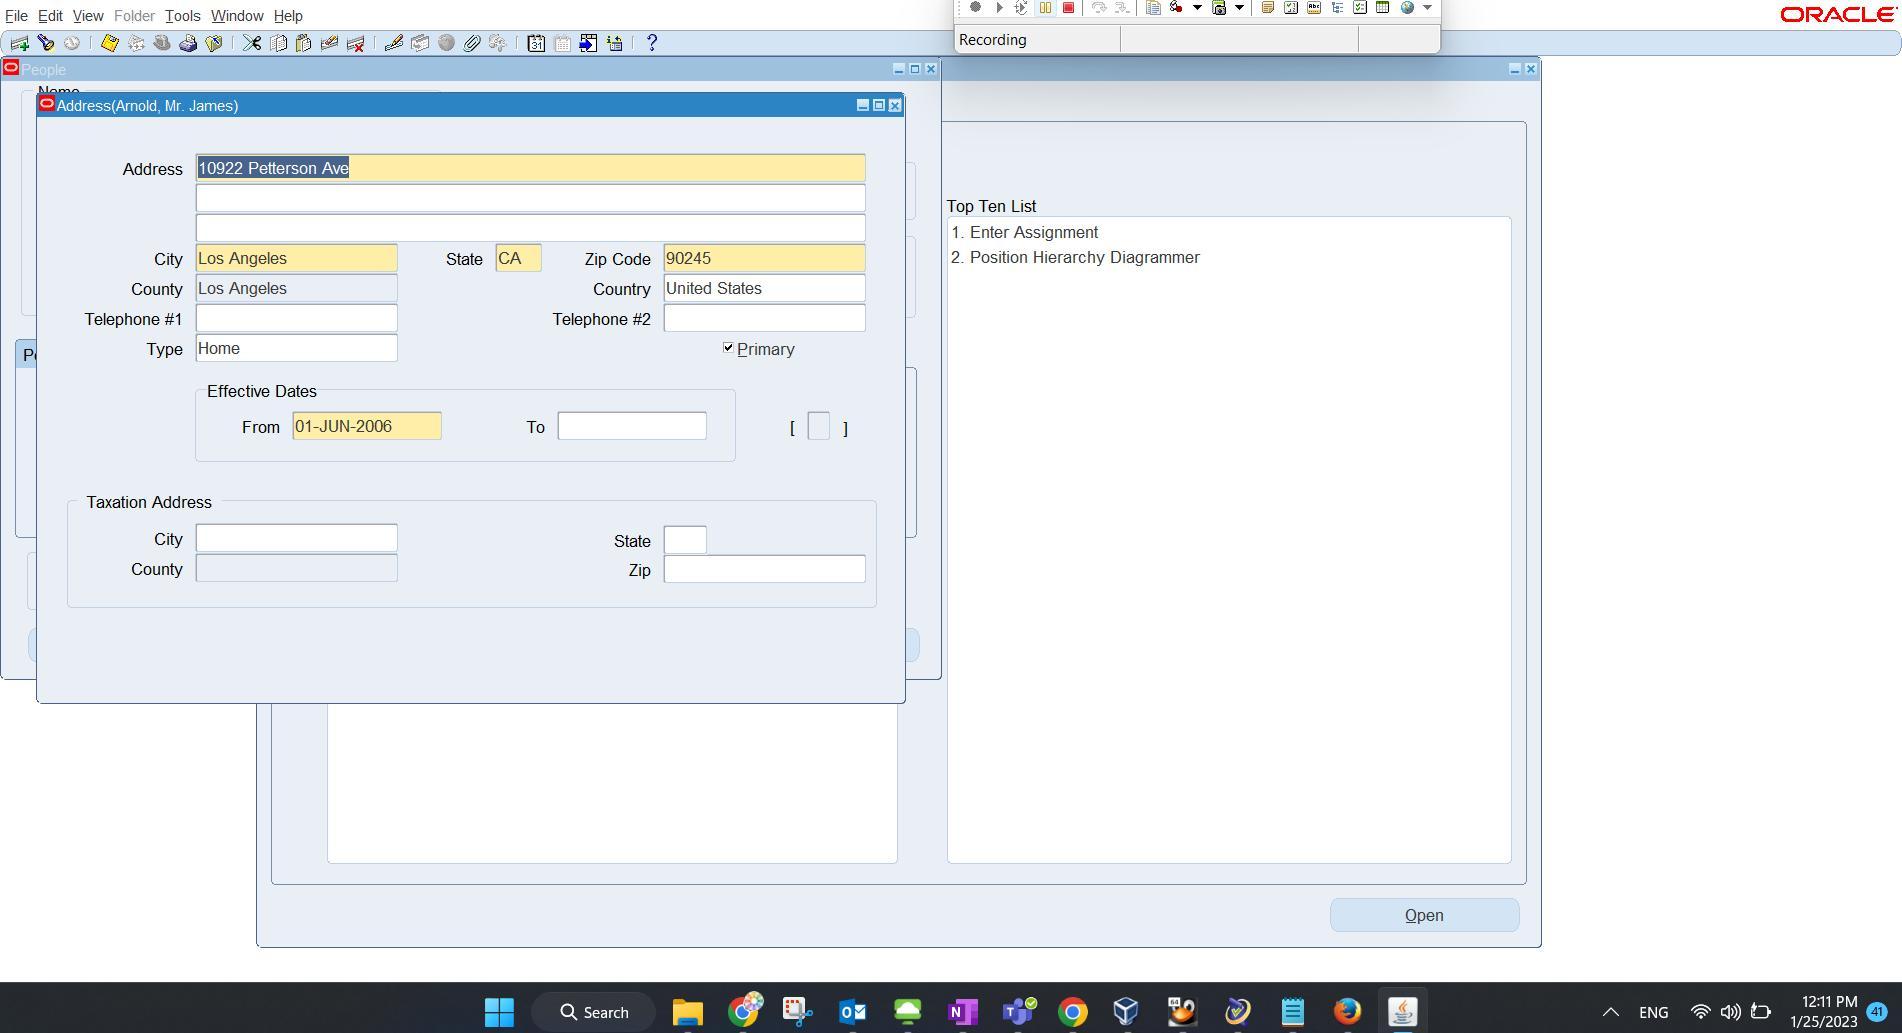 File Edit View Folder Tools Window Help
ORACLE
Recording
People
Name
Address(Arnold, Mr. James)
Address 10922 Petterson Ave
City Los Angeles State CA Zip Code 90245
County Los Angeles Country United States
Telephone #1 Telephone #2
Type Home Primary
Effective Dates
From 01-JUN-2006 To [ ]
Taxation Address
City State
County Zip
Top Ten List
1. Enter Assignment
2. Position Hierarchy Diagrammer
Open
Search
ENG
12:11 PM
1/25/2023
41